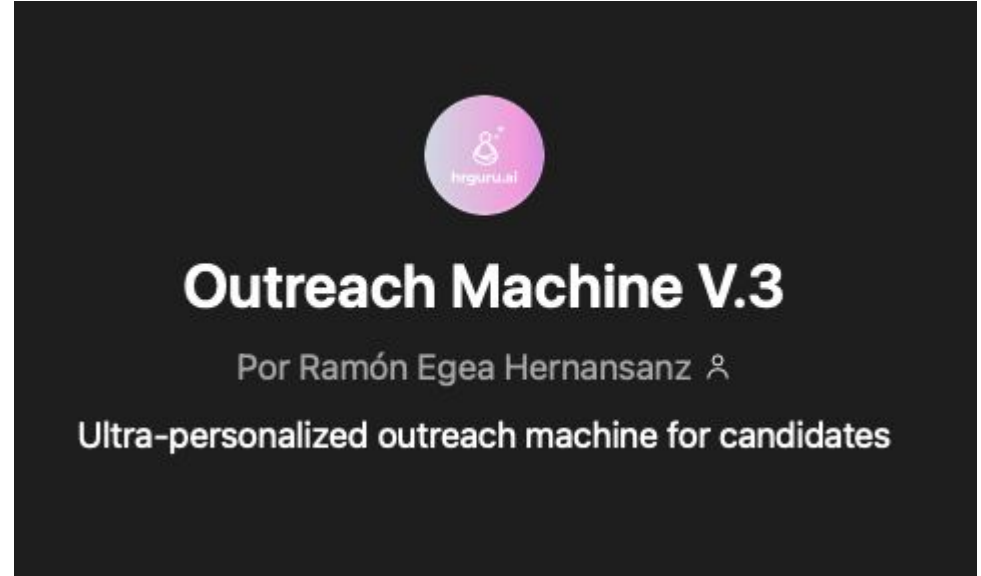 hrguru.ai
Outreach Machine V.3
Por Ramón Egea Hernansanz
Ultra-personalized outreach machine for candidates